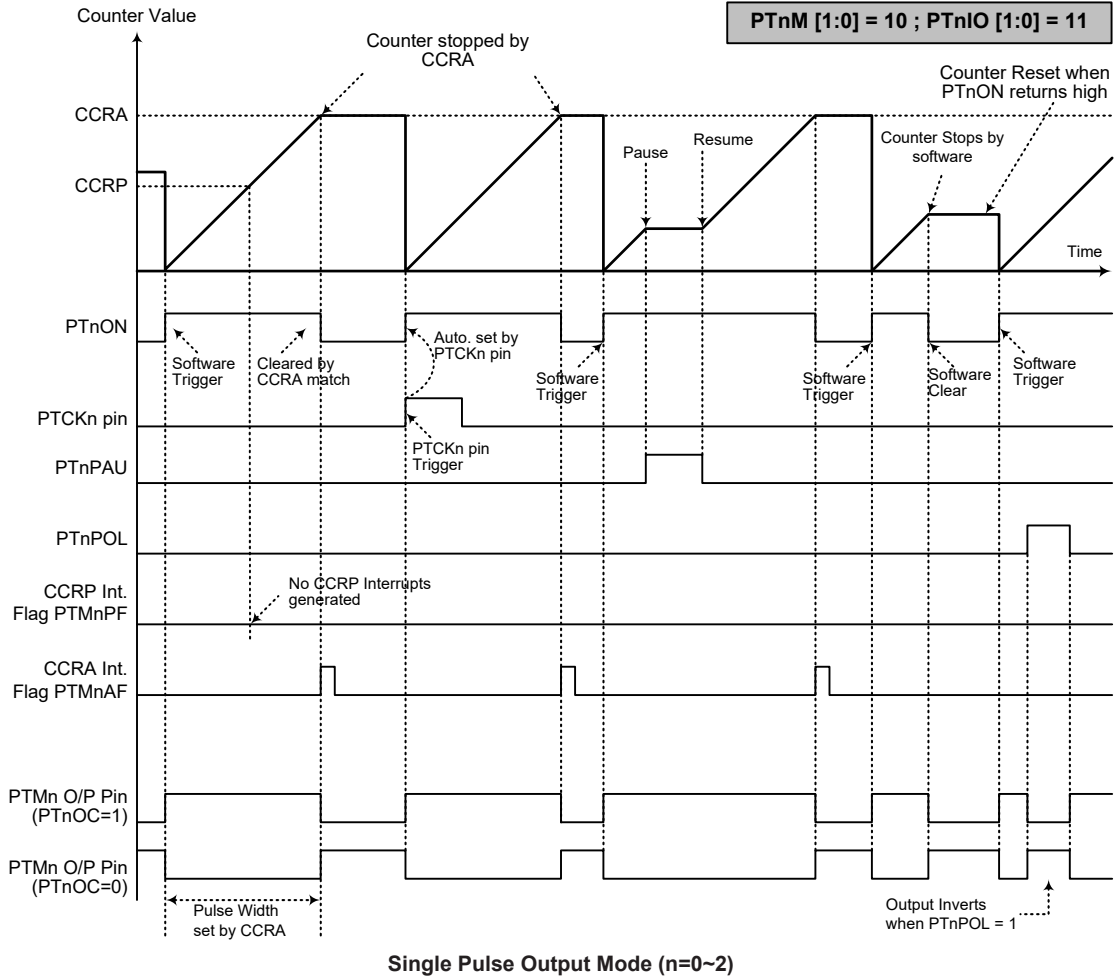 Counter Value
PTnM [1:0] = 10 ; PTnIO [1:0] = 11
Counter stopped by
CCRA
Counter Reset when
PTnON returns high
CCRA
Pause
Resume
Counter Stops by
software
CCRP
Time
PTnON
Software
Trigger
Cleared by
CCRA match
Auto. set by
PTCKn pin
Software
Trigger
Software
Trigger
Software
Clear
Software
Trigger
PTCKn pin
PTCKn pin
Trigger
PTnPAU
PTnPOL
CCRP Int.
Flag PTMnPF
No CCRP Interrupts
generated
CCRA Int.
Flag PTMnAF
PTMn O/P Pin
(PTnOC=1)
PTMn O/P Pin
(PTnOC=0)
Pulse Width
set by CCRA
Output Inverts
when PTnPOL = 1
Single Pulse Output Mode (n=0~2)